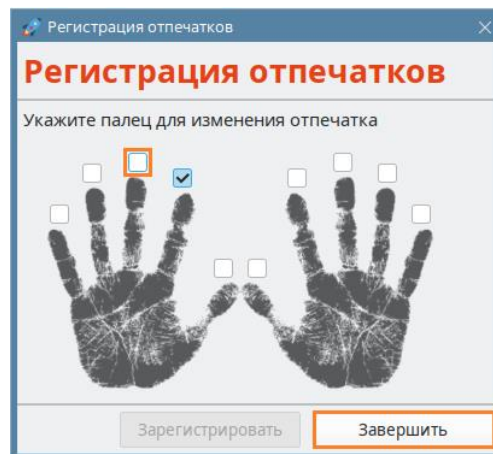 Регистрация отпечатков
Регистрация отпечатков
Укажите палец для изменения отпечатка
Зарегистрировать
Завершить